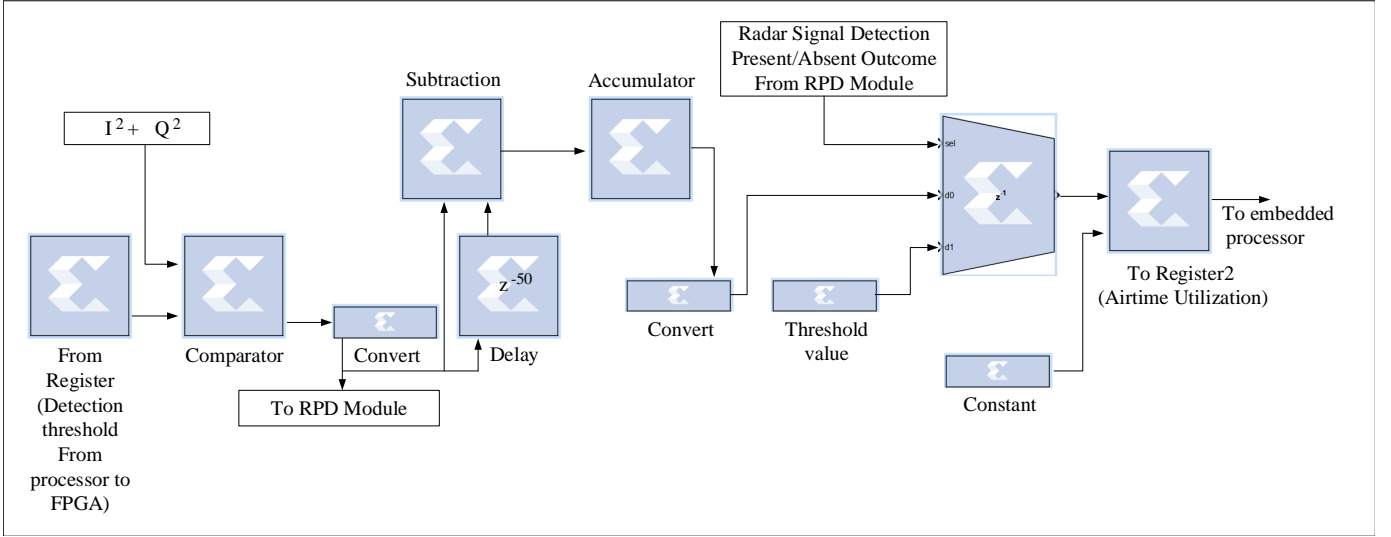 Radar Signal Detection
Present/Absent Outcome
From RPD Module
Subtraction
Accumulator
I² + Q²
sel
d0
d1
z⁻¹
To embedded
processor
To Register2
(Airtime Utilization)
z⁻⁵⁰
From
Register
(Detection
threshold
From
processor to
FPGA)
Comparator
Convert
Delay
To RPD Module
Convert
Threshold
value
Constant